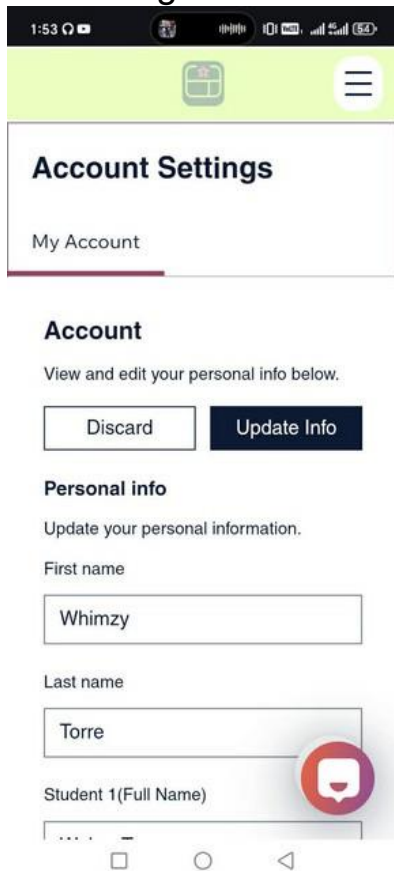 1:53
54
Account Settings
My Account
Account
View and edit your personal info below.
Discard Update Info
Personal info
Update your personal information.
First name
Whimzy
Last name
Torre
Student 1(Full Name)